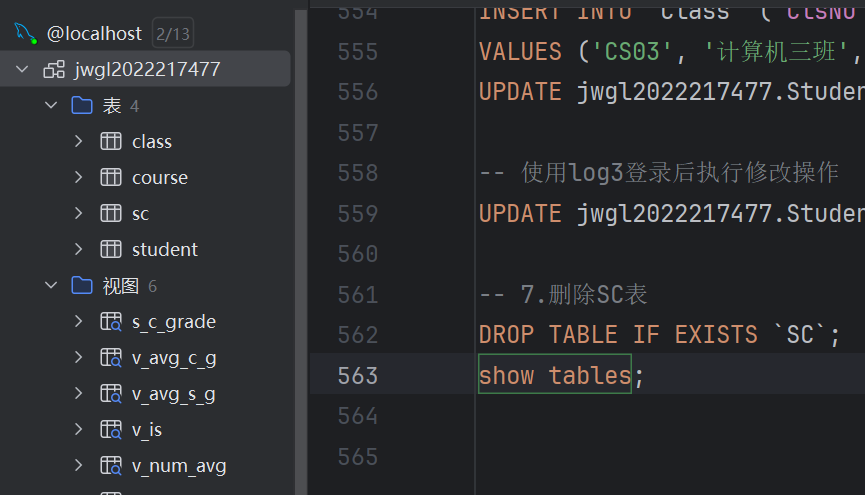 @localhost 2/13
jwgl2022217477
表 4
class
course
sc
student
视图 6
s_c_grade
v_avg_c_g
v_avg_s_g
v_is
v_num_avg
554 INSERT INTO `Class` (`ClsNo
555 VALUES ('CS03', '计算机三班',
556 UPDATE jwgl2022217477.Studen
557
558 -- 使用log3登录后执行修改操作
559 UPDATE jwgl2022217477.Studen
560
561 -- 7.删除SC表
562 DROP TABLE IF EXISTS `SC`;
563 show tables;
564
565